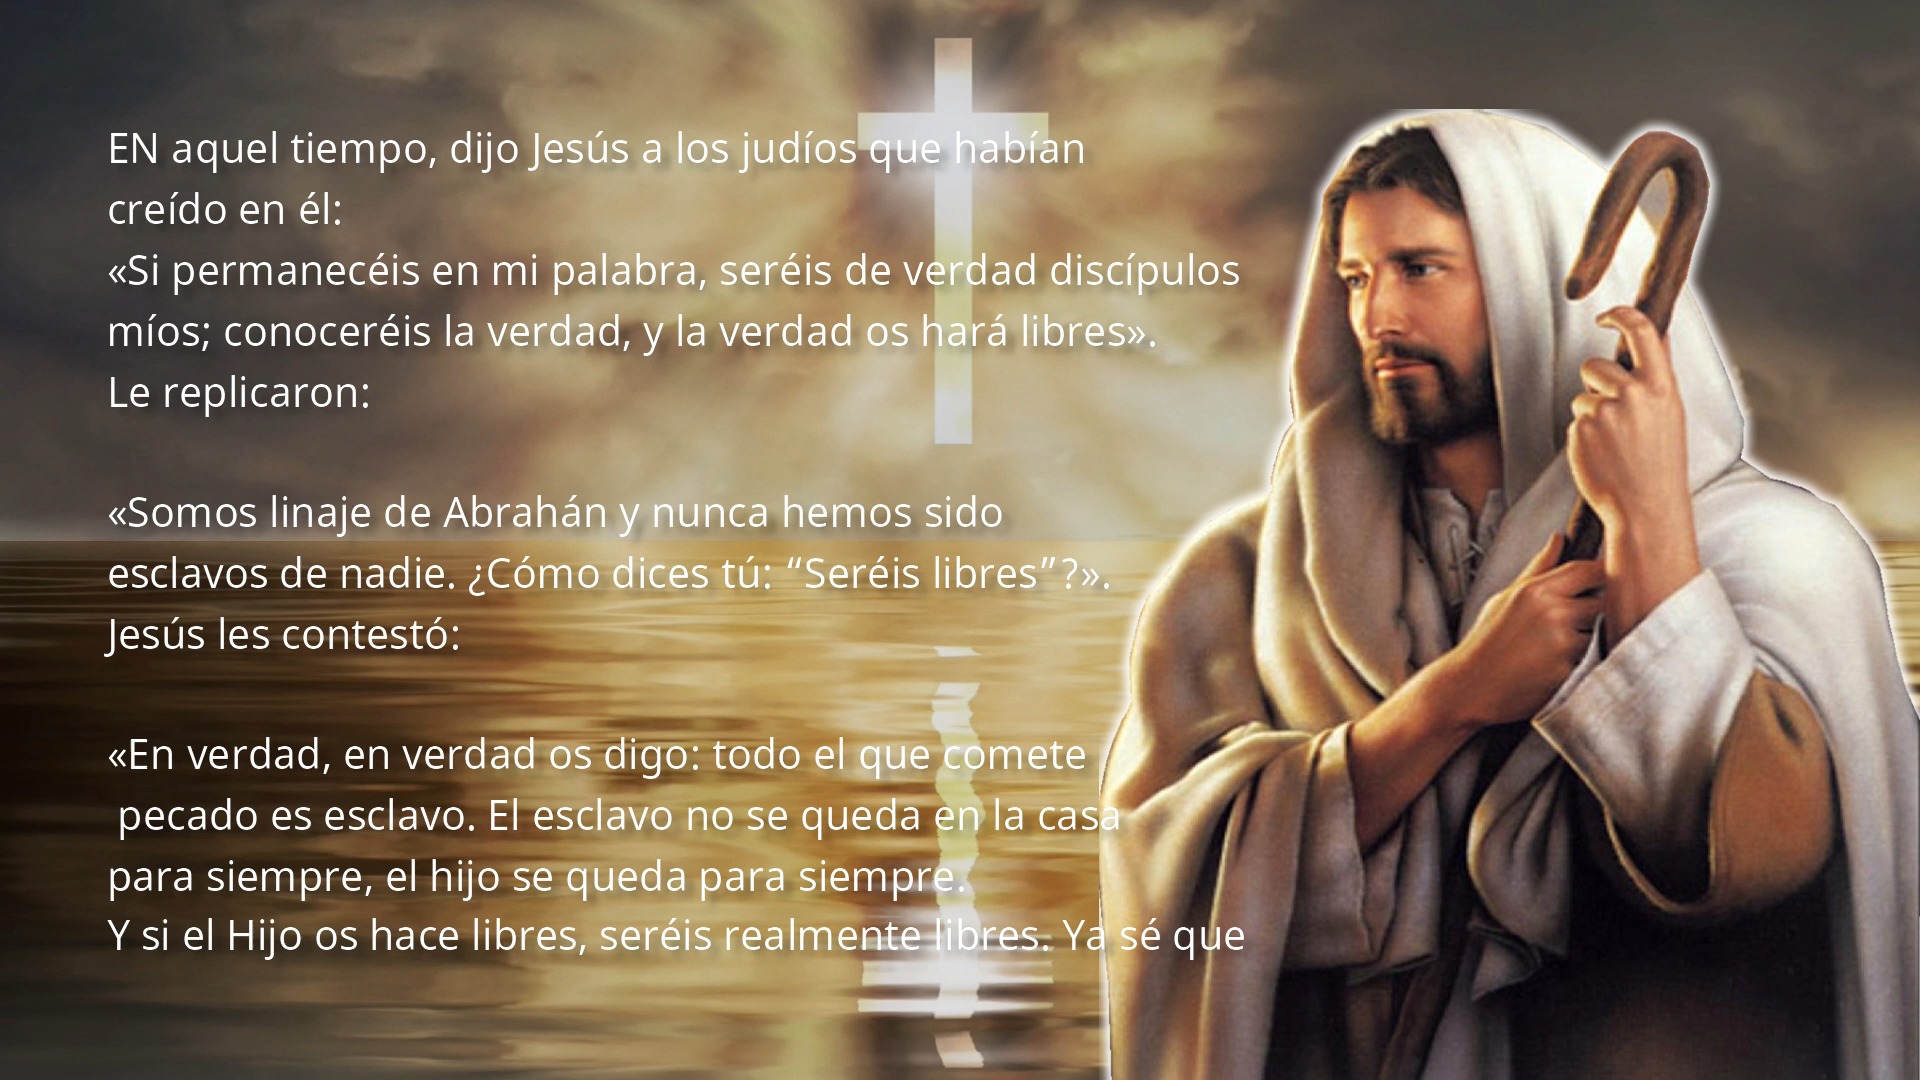 EN aquel tiempo, dijo Jesús a los judíos que habían
creído en él:
«Si permanecéis en mi palabra, seréis de verdad discípulos
míos; conoceréis la verdad, y la verdad os hará libres».
Le replicaron:
«Somos linaje de Abrahán y nunca hemos sido
esclavos de nadie. ¿Cómo dices tú: “Seréis libres”?».
Jesús les contestó:
«En verdad, en verdad os digo: todo el que comete
pecado es esclavo. El esclavo no se queda en la casa
para siempre, el hijo se queda para siempre.
Y si el Hijo os hace libres, seréis realmente libres. Ya sé que